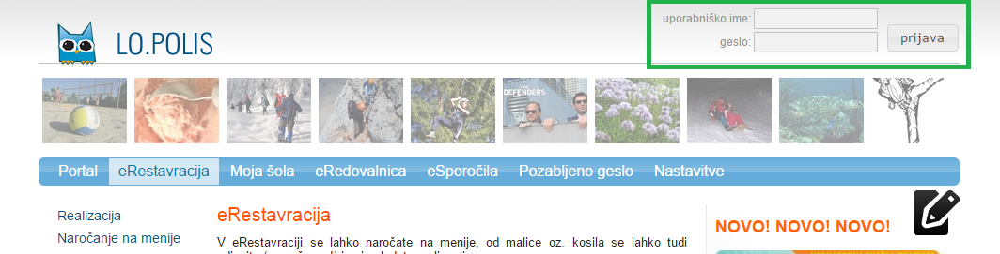 uporabniško ime:
geslo:
prijava
LO.POLIS
THE
DEFENDERS
Portal eRestavracija Moja šola eRedovalnica eSporočila Pozabljeno geslo Nastavitve
Realizacija
Naročanje na menije
eRestavracija
V eRestavraciji se lahko naročate na menije, od malice oz. kosila se lahko tudi
NOVO! NOVO! NOVO!